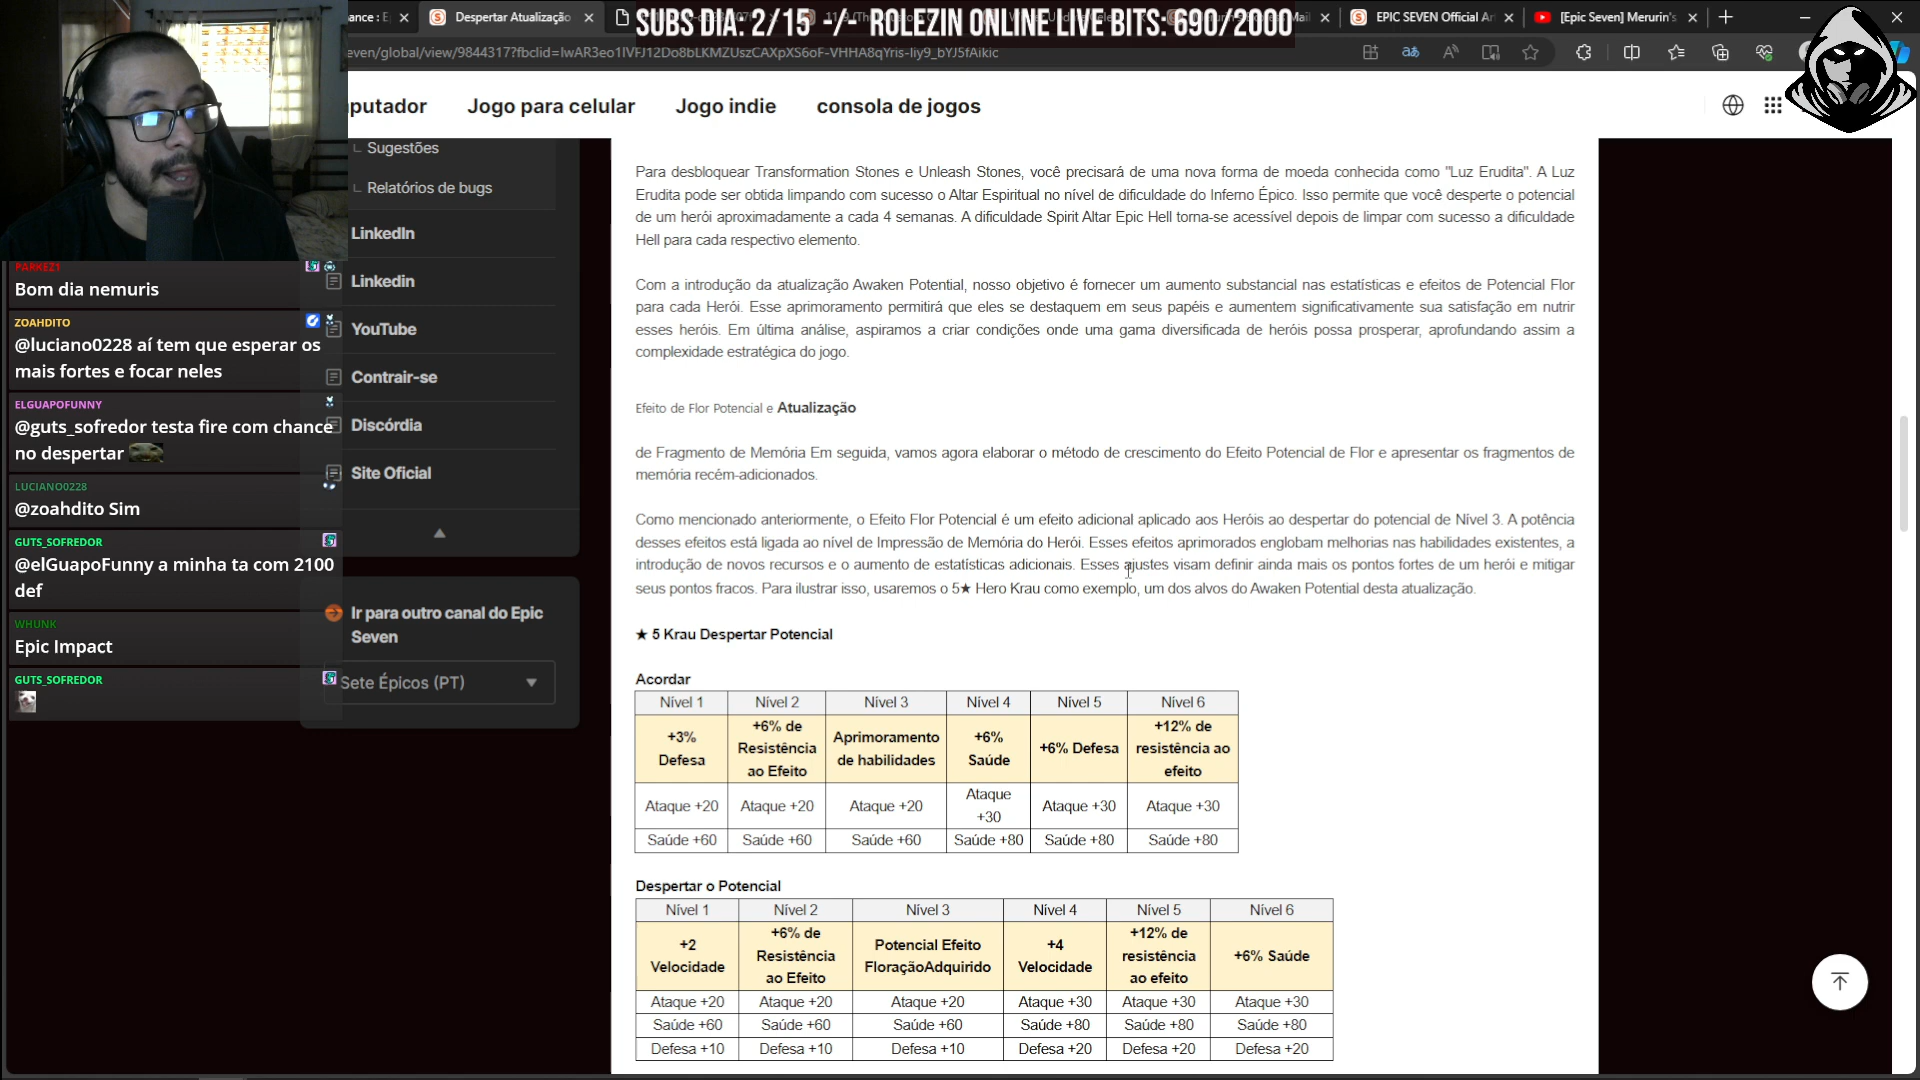 SUBS DIA: 2/15 -/- ROLEZIN ONLINE LIVE BITS: 690/2000
ance : E
Despertar Atualização
EPIC SEVEN Official Ar
[Epic Seven] Merurin's
even/global/view/9844317?fbclid=IwAR3eo1lVFJ12Do8bLKMZUszCAXpXS6oF-VHHA8qYris-Iiy9_bYJ5fAikic
putador
Jogo para celular
Jogo indie
consola de jogos
Sugestões
Relatórios de bugs
LinkedIn
Linkedin
YouTube
Contrair-se
Discórdia
Site Oficial
Ir para outro canal do Epic
Seven
Sete Épicos (PT)
PARKEZ1
Bom dia nemuris
ZOAHDITO
@luciano0228 aí tem que esperar os
mais fortes e focar neles
ELGUAPOFUNNY
@guts_sofredor testa fire com chance
no despertar
LUCIANO0228
@zoahdito Sim
GUTS_SOFREDOR
@elGuapoFunny a minha ta com 2100
def
WHUNK
Epic Impact
GUTS_SOFREDOR
Para desbloquear Transformation Stones e Unleash Stones, você precisará de uma nova forma de moeda conhecida como "Luz Erudita". A Luz
Erudita pode ser obtida limpando com sucesso o Altar Espiritual no nível de dificuldade do Inferno Épico. Isso permite que você desperte o potencial
de um herói aproximadamente a cada 4 semanas. A dificuldade Spirit Altar Epic Hell torna-se acessível depois de limpar com sucesso a dificuldade
Hell para cada respectivo elemento.
Com a introdução da atualização Awaken Potential, nosso objetivo é fornecer um aumento substancial nas estatísticas e efeitos de Potencial Flor
para cada Herói. Esse aprimoramento permitirá que eles se destaquem em seus papéis e aumentem significativamente sua satisfação em nutrir
esses heróis. Em última análise, aspiramos a criar condições onde uma gama diversificada de heróis possa prosperar, aprofundando assim a
complexidade estratégica do jogo.
Efeito de Flor Potencial e Atualização
de Fragmento de Memória Em seguida, vamos agora elaborar o método de crescimento do Efeito Potencial de Flor e apresentar os fragmentos de
memória recém-adicionados.
Como mencionado anteriormente, o Efeito Flor Potencial é um efeito adicional aplicado aos Heróis ao despertar do potencial de Nível 3. A potência
desses efeitos está ligada ao nível de Impressão de Memória do Herói. Esses efeitos aprimorados englobam melhorias nas habilidades existentes, a
introdução de novos recursos e o aumento de estatísticas adicionais. Esses ajustes visam definir ainda mais os pontos fortes de um herói e mitigar
seus pontos fracos. Para ilustrar isso, usaremos o 5★ Hero Krau como exemplo, um dos alvos do Awaken Potential desta atualização.
★ 5 Krau Despertar Potencial
Acordar
Nível 1 Nível 2 Nível 3 Nível 4 Nível 5 Nível 6
+3% Defesa +6% de Resistência ao Efeito Aprimoramento de habilidades +6% Saúde +6% Defesa +12% de resistência ao efeito
Ataque +20 Ataque +20 Ataque +20 Ataque +30 Ataque +30 Ataque +30
Saúde +60 Saúde +60 Saúde +60 Saúde +80 Saúde +80 Saúde +80
Despertar o Potencial
Nível 1 Nível 2 Nível 3 Nível 4 Nível 5 Nível 6
+2 Velocidade +6% de Resistência ao Efeito Potencial Efeito FloraçãoAdquirido +4 Velocidade +12% de resistência ao efeito +6% Saúde
Ataque +20 Ataque +20 Ataque +20 Ataque +30 Ataque +30 Ataque +30
Saúde +60 Saúde +60 Saúde +60 Saúde +80 Saúde +80 Saúde +80
Defesa +10 Defesa +10 Defesa +10 Defesa +20 Defesa +20 Defesa +20